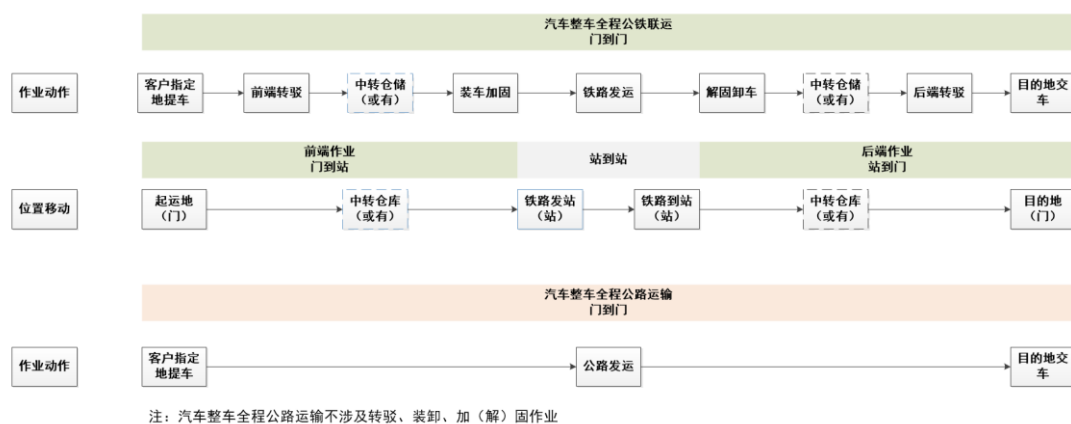 汽车整车全程公铁联运
门到门
作业动作
客户指定
地提车
前端转驳
中转仓储
（或有）
装车加固
铁路发运
解固卸车
中转仓储
（或有）
后端转驳
目的地交
车
前端作业
门到站
站到站
后端作业
站到门
位置移动
起运地
（门）
中转仓库
（或有）
铁路发站
（站）
铁路到站
（站）
中转仓库
（或有）
目的地
（门）
汽车整车全程公路运输
门到门
作业动作
客户指定
地提车
公路发运
目的地交
车
注：汽车整车全程公路运输不涉及转驳、装卸、加（解）固作业